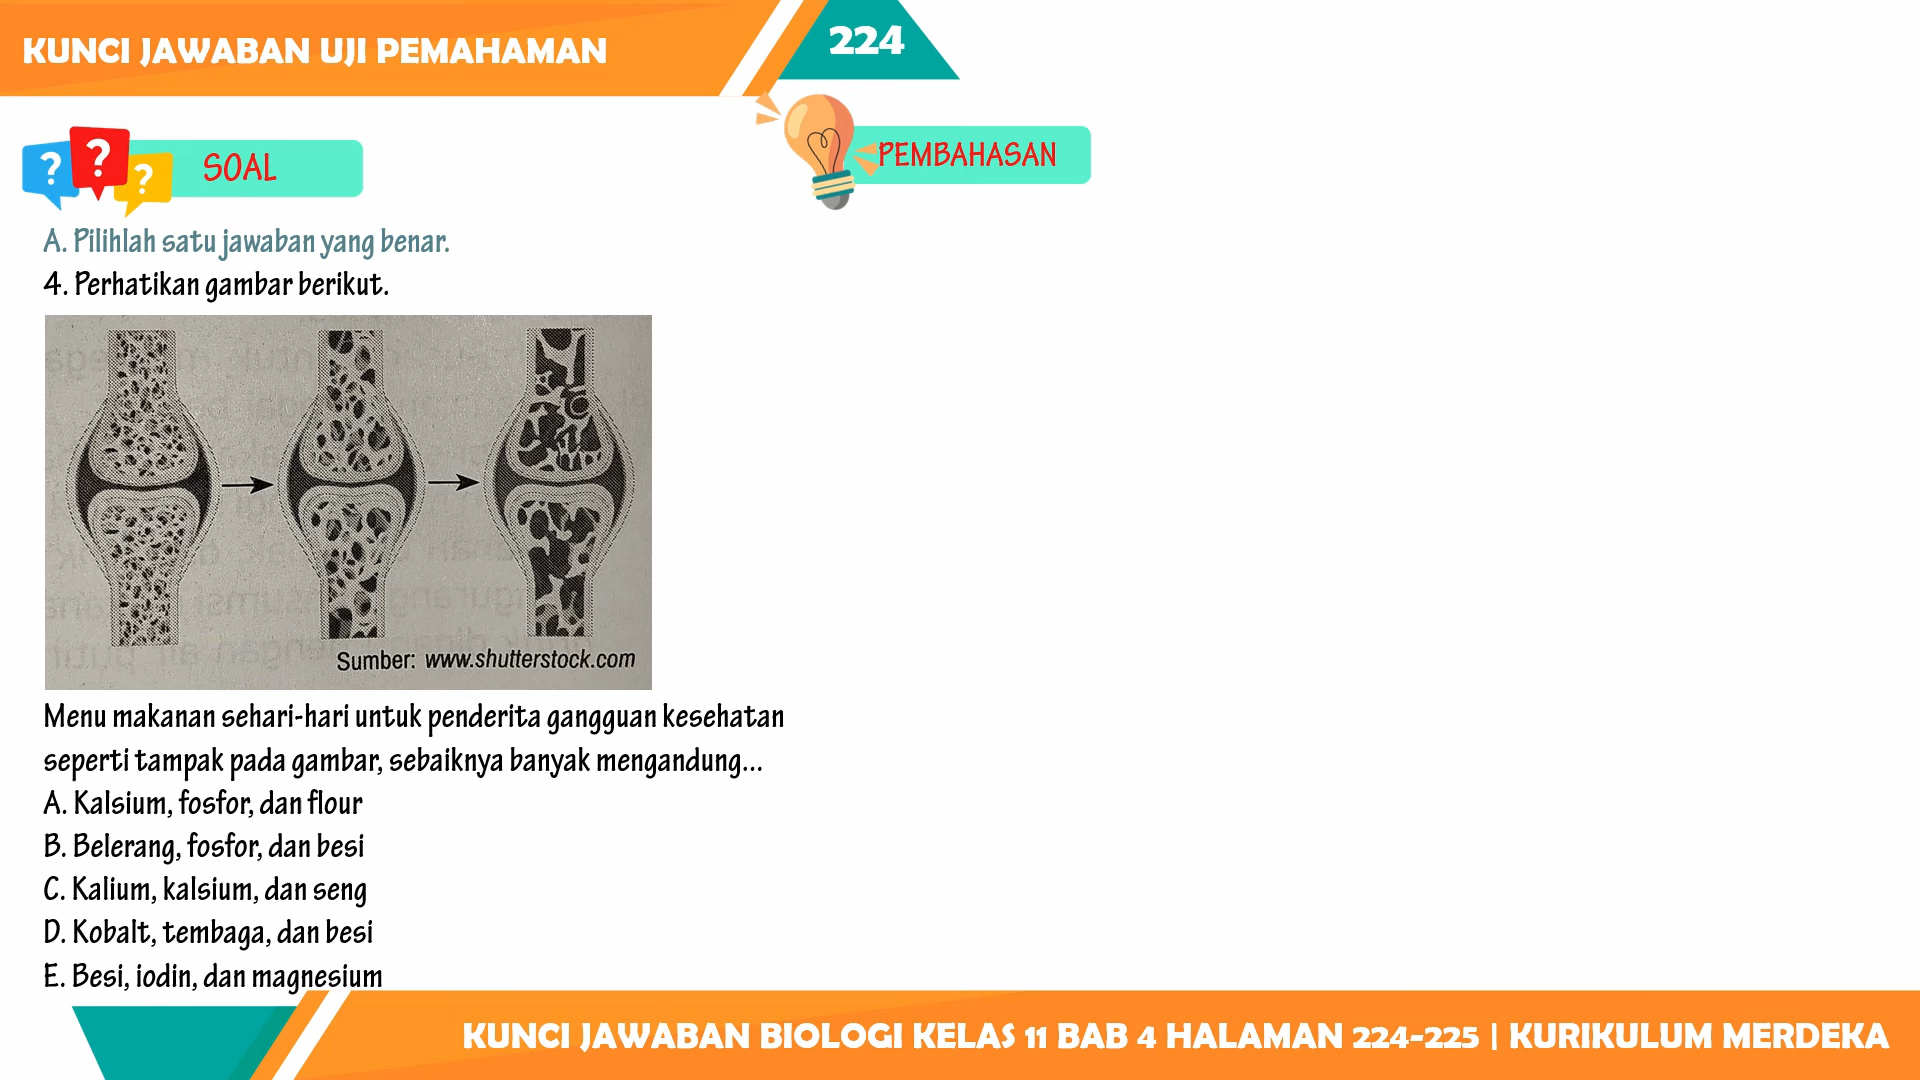 KUNCI JAWABAN UJI PEMAHAMAN
224
? ? ?
SOAL
PEMBAHASAN
A. Pilihlah satu jawaban yang benar.
4. Perhatikan gambar berikut.
Sumber: www.shutterstock.com
Menu makanan sehari-hari untuk penderita gangguan kesehatan
seperti tampak pada gambar, sebaiknya banyak mengandung...
A. Kalsium, fosfor, dan flour
B. Belerang, fosfor, dan besi
C. Kalium, kalsium, dan seng
D. Kobalt, tembaga, dan besi
E. Besi, iodin, dan magnesium
KUNCI JAWABAN BIOLOGI KELAS 11 BAB 4 HALAMAN 224-225 | KURIKULUM MERDEKA